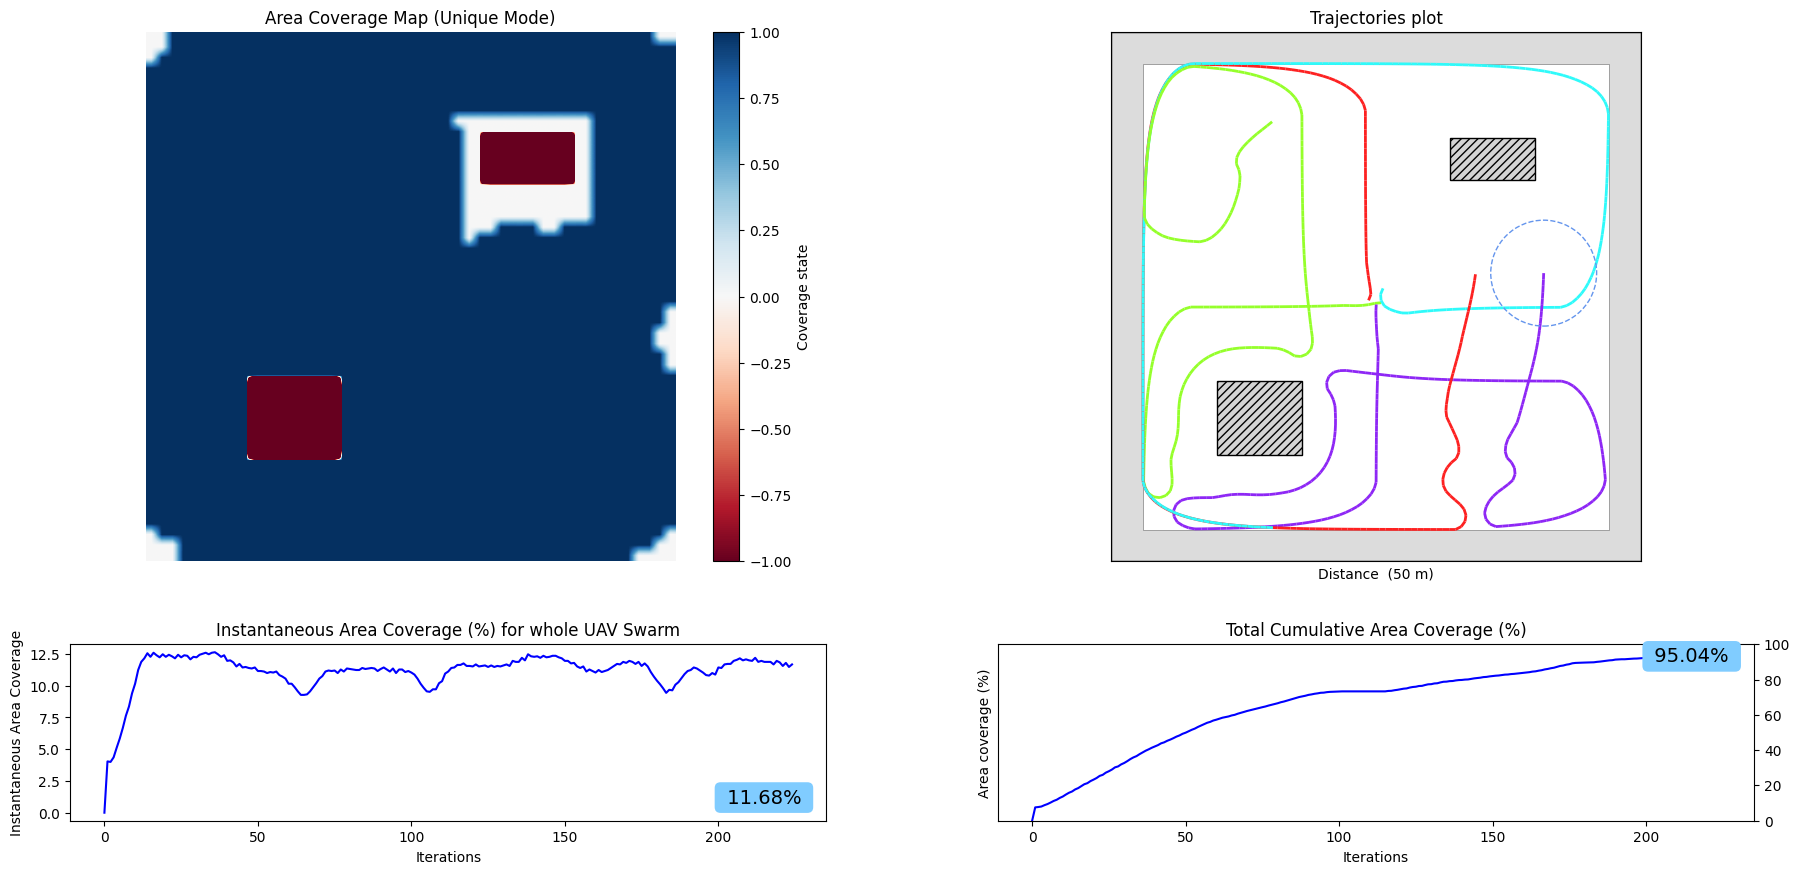 Area Coverage Map (Unique Mode)
1.00
0.75
0.50
0.25
0.00
−0.25
−0.50
−0.75
−1.00
Coverage state
Trajectories plot
Distance  (50 m)
Instantaneous Area Coverage (%) for whole UAV Swarm
Instantaneous Area Coverage
12.5
10.0
7.5
5.0
2.5
0.0
11.68%
0 50 100 150 200
Iterations
Total Cumulative Area Coverage (%)
Area coverage (%)
95.04%
100
80
60
40
20
0
0 50 100 150 200
Iterations